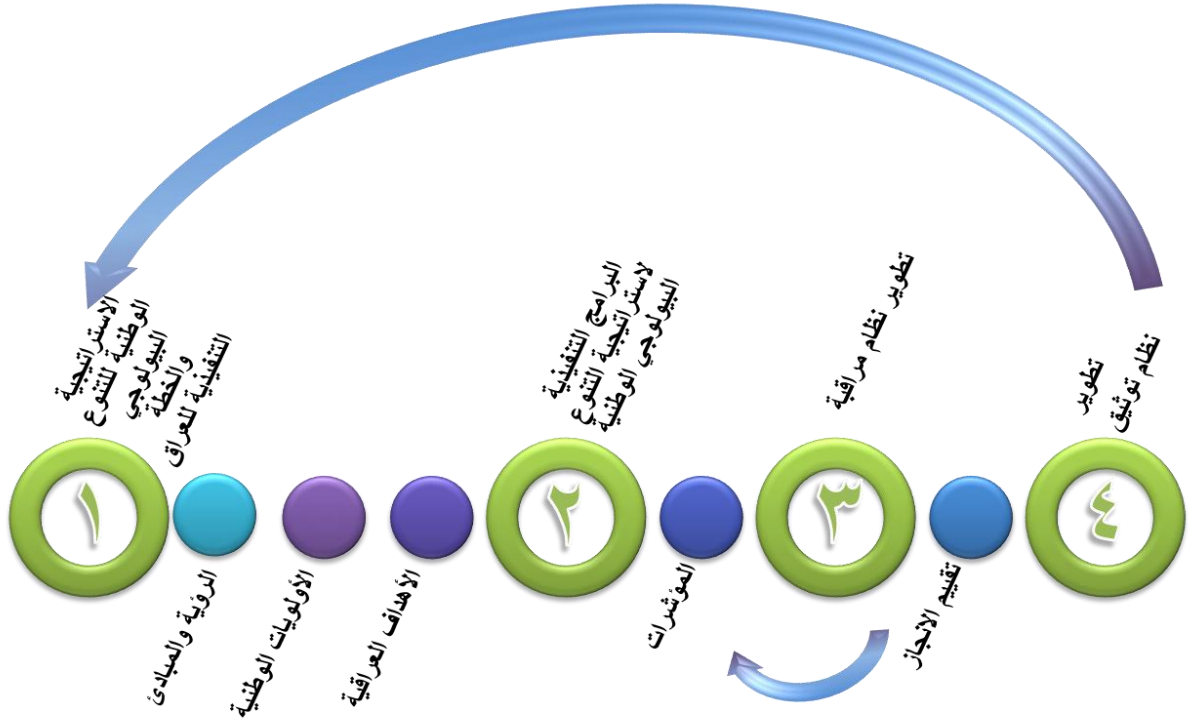 الاستراتيجية
الوطنية للتنوع
البيولوجي
والخطة
التنفيذية للعراق
١
الرؤية والمبادئ
الأولويات الوطنية
الأهداف العراقية
البرامج التنفيذية
لاستراتيجية التنوع
البيولوجي الوطنية
٢
المؤشرات
تطوير نظام مراقبة
٣
تقييم الانجاز
تطوير
نظام توثيق
٤